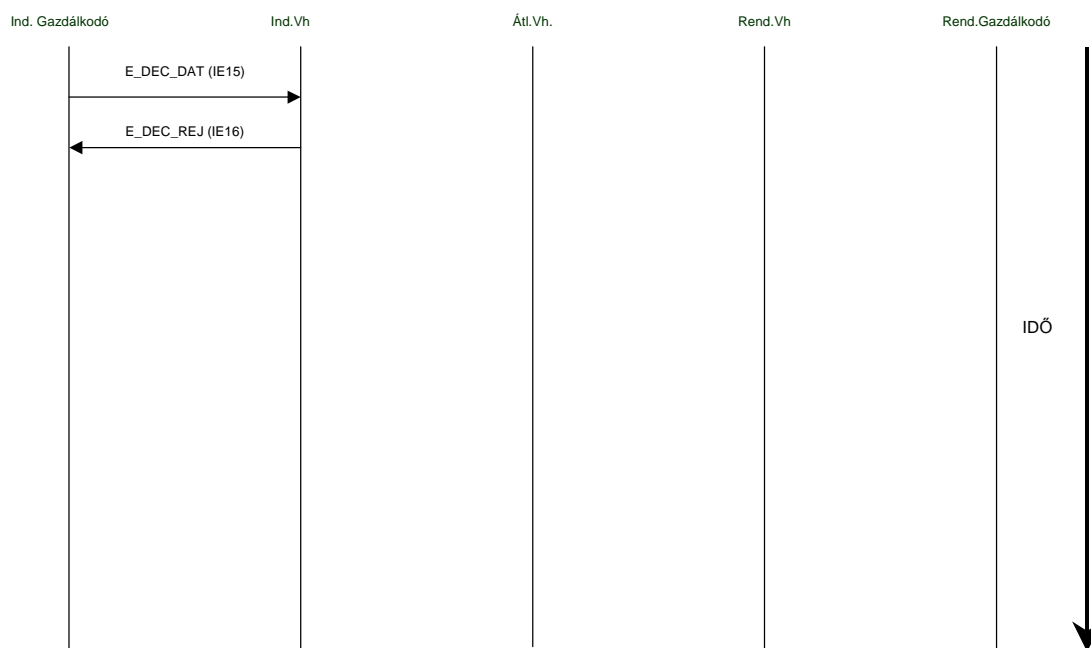 Ind. Gazdálkodó
Ind.Vh
Átl.Vh.
Rend.Vh
Rend.Gazdálkodó
E_DEC_DAT (IE15)
E_DEC_REJ (IE16)
IDŐ